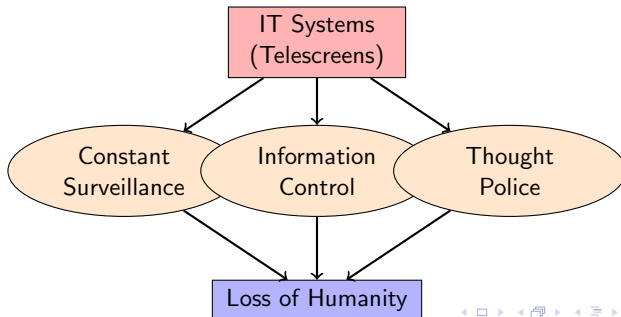 IT Systems
(Telescreens)
Constant
Surveillance
Information
Control
Thought
Police
Loss of Humanity